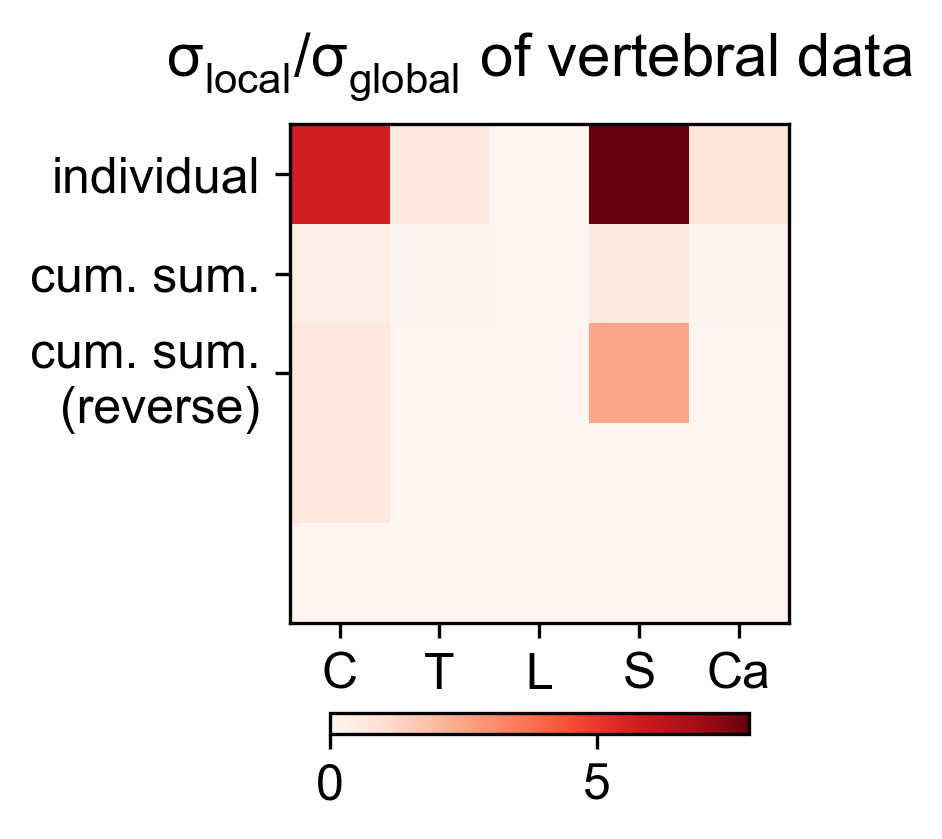 σlocal/σglobal of vertebral data
individual
cum. sum.
cum. sum.
(reverse)
C T L S Ca
0 5